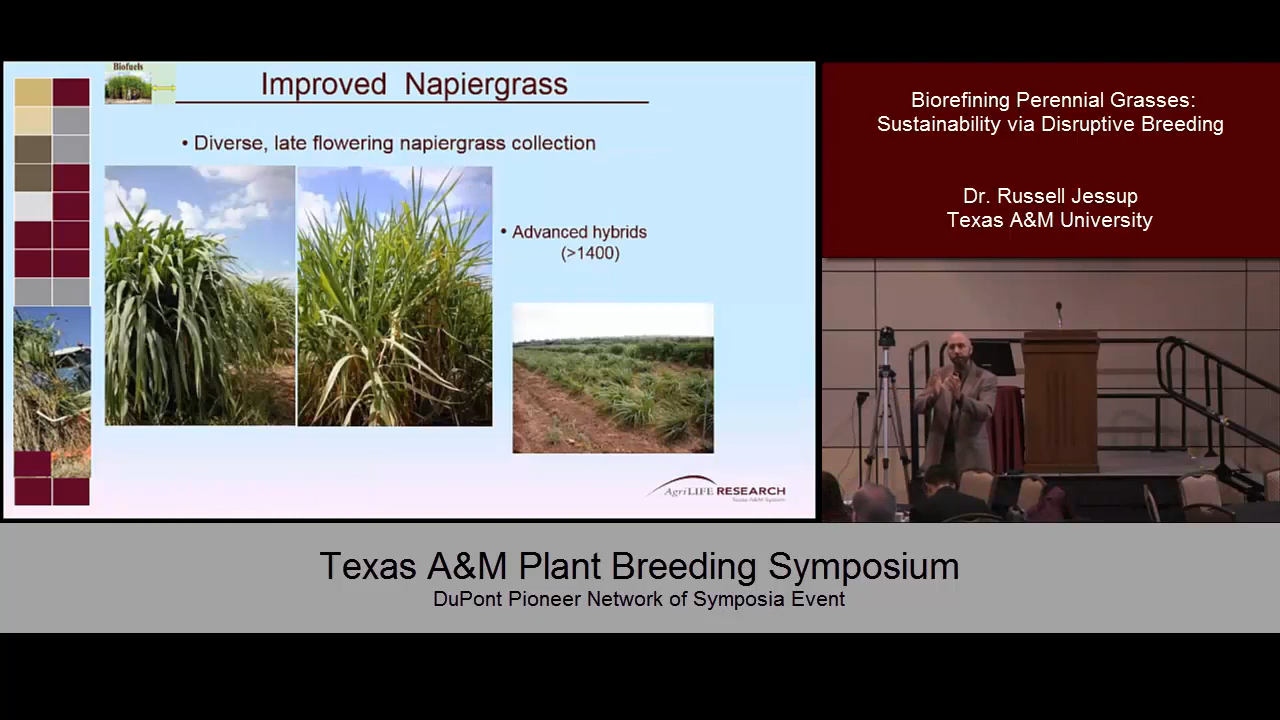 Biofuels
Improved Napiergrass
• Diverse, late flowering napiergrass collection
• Advanced hybrids
(>1400)
AgriLIFE RESEARCH
Texas A&M System
Biorefining Perennial Grasses:
Sustainability via Disruptive Breeding
Dr. Russell Jessup
Texas A&M University
Texas A&M Plant Breeding Symposium
DuPont Pioneer Network of Symposia Event